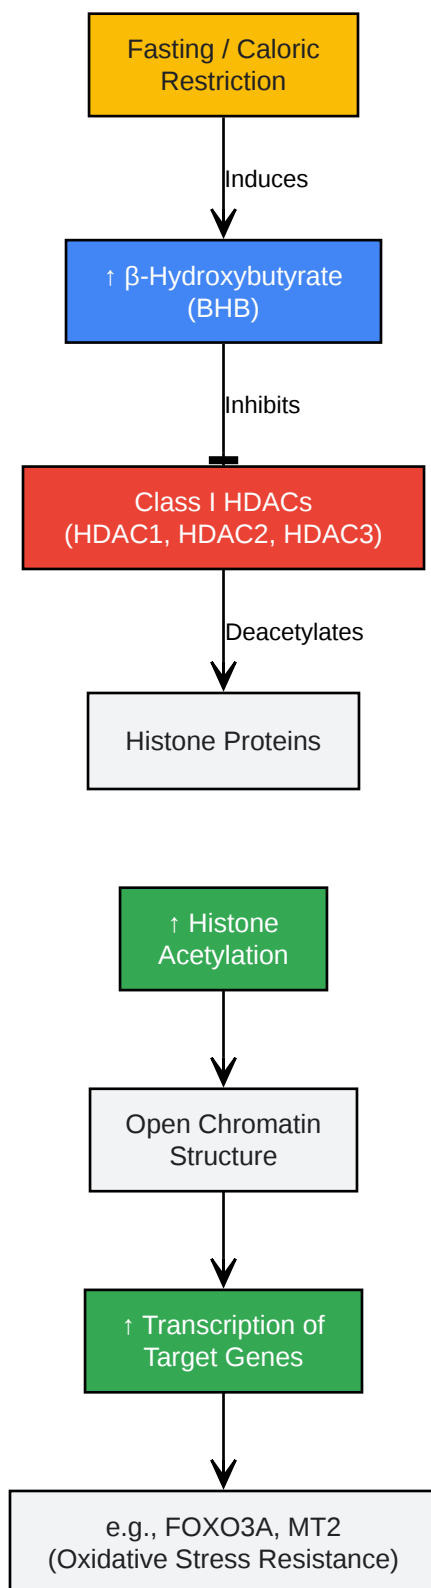 Fasting / Caloric
Restriction
Induces
↑ β-Hydroxybutyrate
(BHB)
Inhibits
Class I HDACs
(HDAC1, HDAC2, HDAC3)
Deacetylates
Histone Proteins
↑ Histone
Acetylation
Open Chromatin
Structure
↑ Transcription of
Target Genes
e.g., FOXO3A, MT2
(Oxidative Stress Resistance)